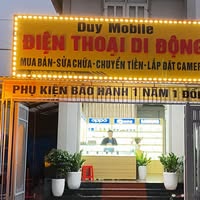 Duy Mobile
ĐIỆN THOẠI DI ĐỘNG
MUA BÁN-SỬA CHỮA-CHUYỂN TIỀN-LẮP ĐẶT CAMER
PHỤ KIỆN BẢO HÀNH 1 NĂM 1 ĐỔI
oppo